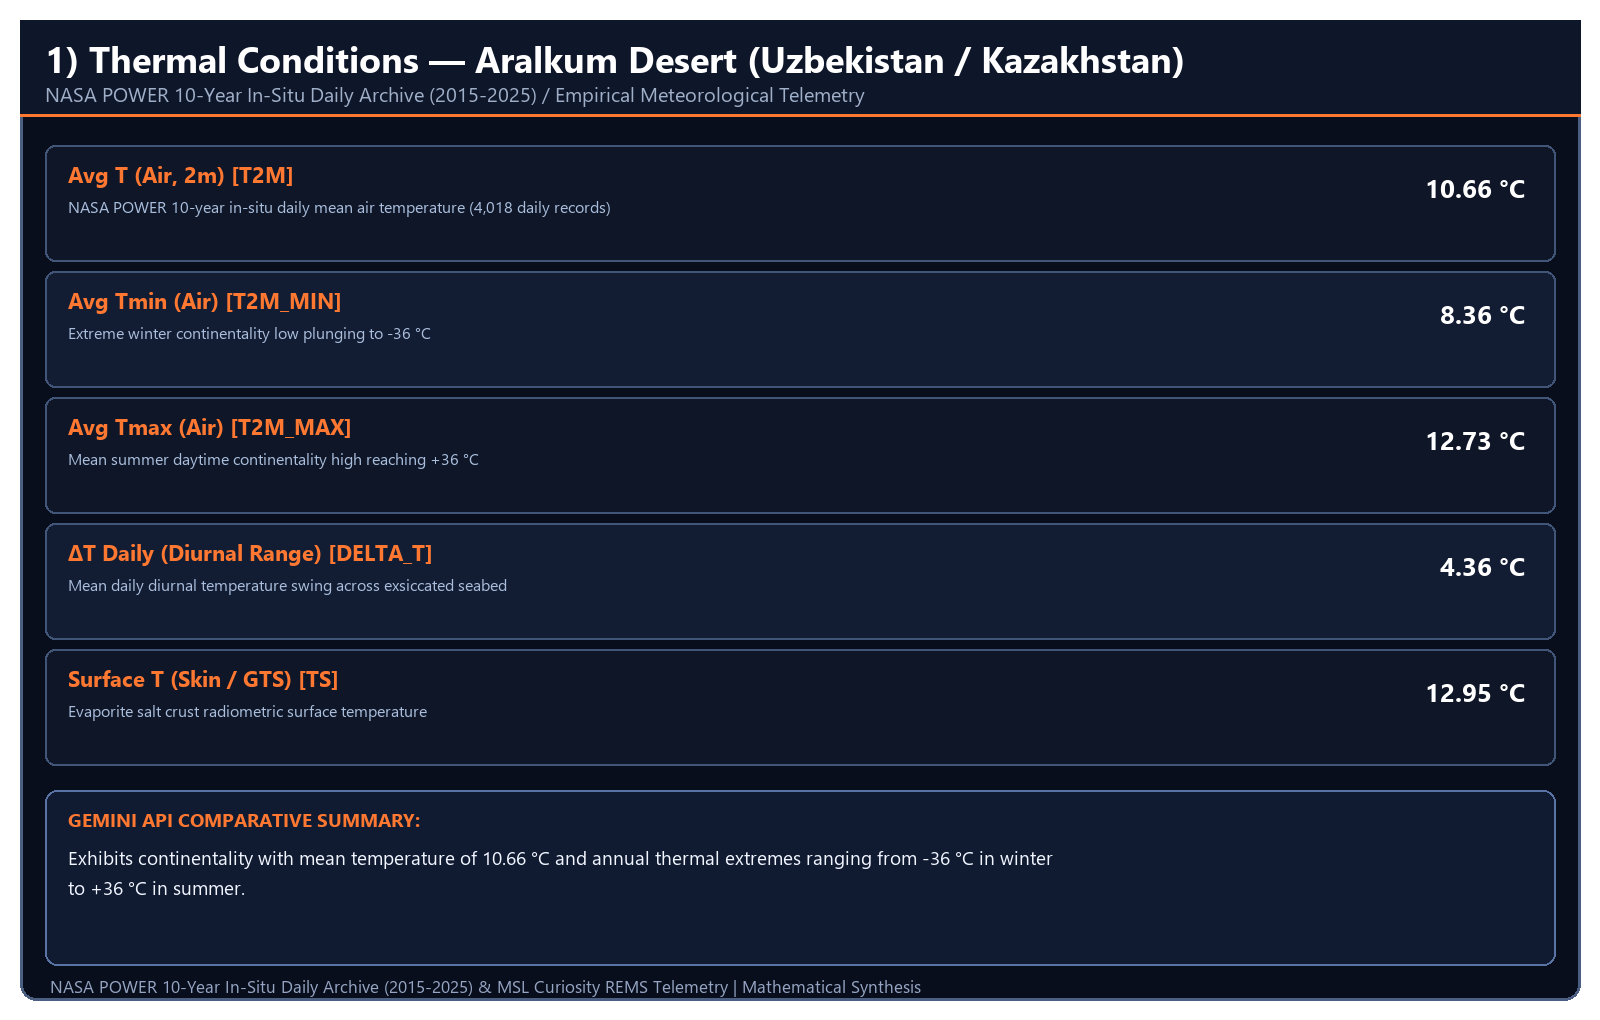 1) Thermal Conditions — Aralkum Desert (Uzbekistan / Kazakhstan)
NASA POWER 10-Year In-Situ Daily Archive (2015-2025) / Empirical Meteorological Telemetry
Avg T (Air, 2m) [T2M]
10.66 °C
NASA POWER 10-year in-situ daily mean air temperature (4,018 daily records)
Avg Tmin (Air) [T2M_MIN]
8.36 °C
Extreme winter continentality low plunging to -36 °C
Avg Tmax (Air) [T2M_MAX]
12.73 °C
Mean summer daytime continentality high reaching +36 °C
ΔT Daily (Diurnal Range) [DELTA_T]
4.36 °C
Mean daily diurnal temperature swing across exsiccated seabed
Surface T (Skin / GTS) [TS]
12.95 °C
Evaporite salt crust radiometric surface temperature
GEMINI API COMPARATIVE SUMMARY:
Exhibits continentality with mean temperature of 10.66 °C and annual thermal extremes ranging from -36 °C in winter
to +36 °C in summer.
NASA POWER 10-Year In-Situ Daily Archive (2015-2025) & MSL Curiosity REMS Telemetry | Mathematical Synthesis